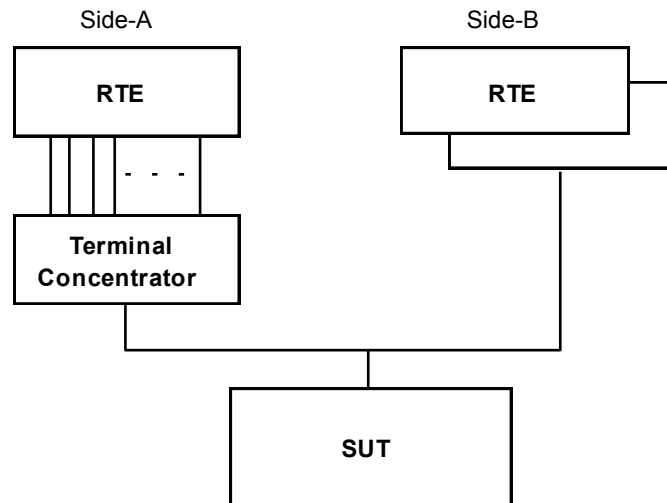 Side-A
Side-B
RTE
RTE
- - -
Terminal
Concentrator
SUT